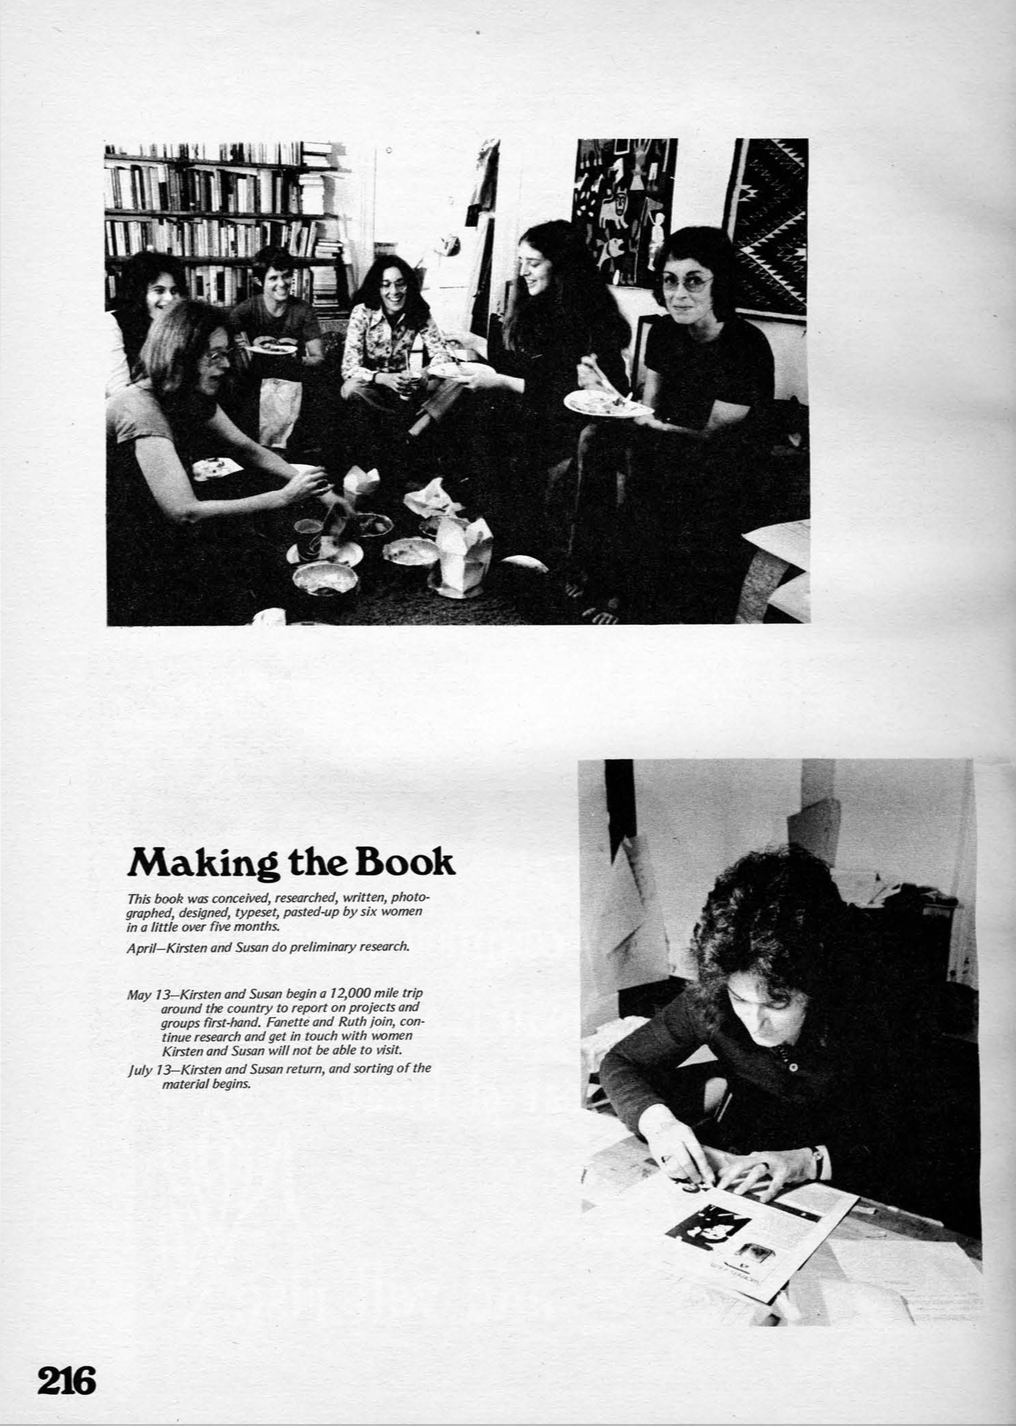 Making the Book
This book was conceived, researched, written, photo-
graphed, designed, typeset, pasted-up by six women
in a little over five months.
April—Kirsten and Susan do preliminary research.
May 13—Kirsten and Susan begin a 12,000 mile trip
around the country to report on projects and
groups first-hand. Fanette and Ruth join, con-
tinue research and get in touch with women
Kirsten and Susan will not be able to visit.
July 13—Kirsten and Susan return, and sorting of the
material begins.
216